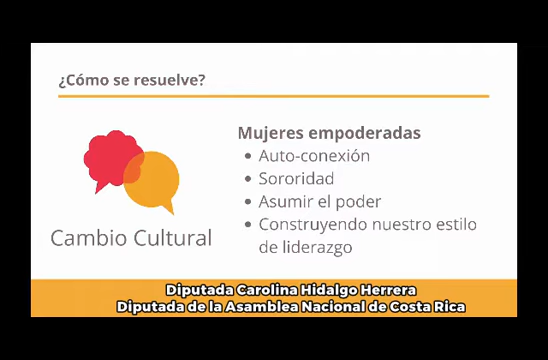 ¿Cómo se resuelve?
Mujeres empoderadas
• Auto-conexión
• Sororidad
• Asumir el poder
• Construyendo nuestro estilo
de liderazgo
Cambio Cultural
Diputada Carolina Hidalgo Herrera
Diputada de la Asamblea Nacional de Costa Rica